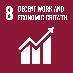 8 DECENT WORK AND
ECONOMIC GROWTH